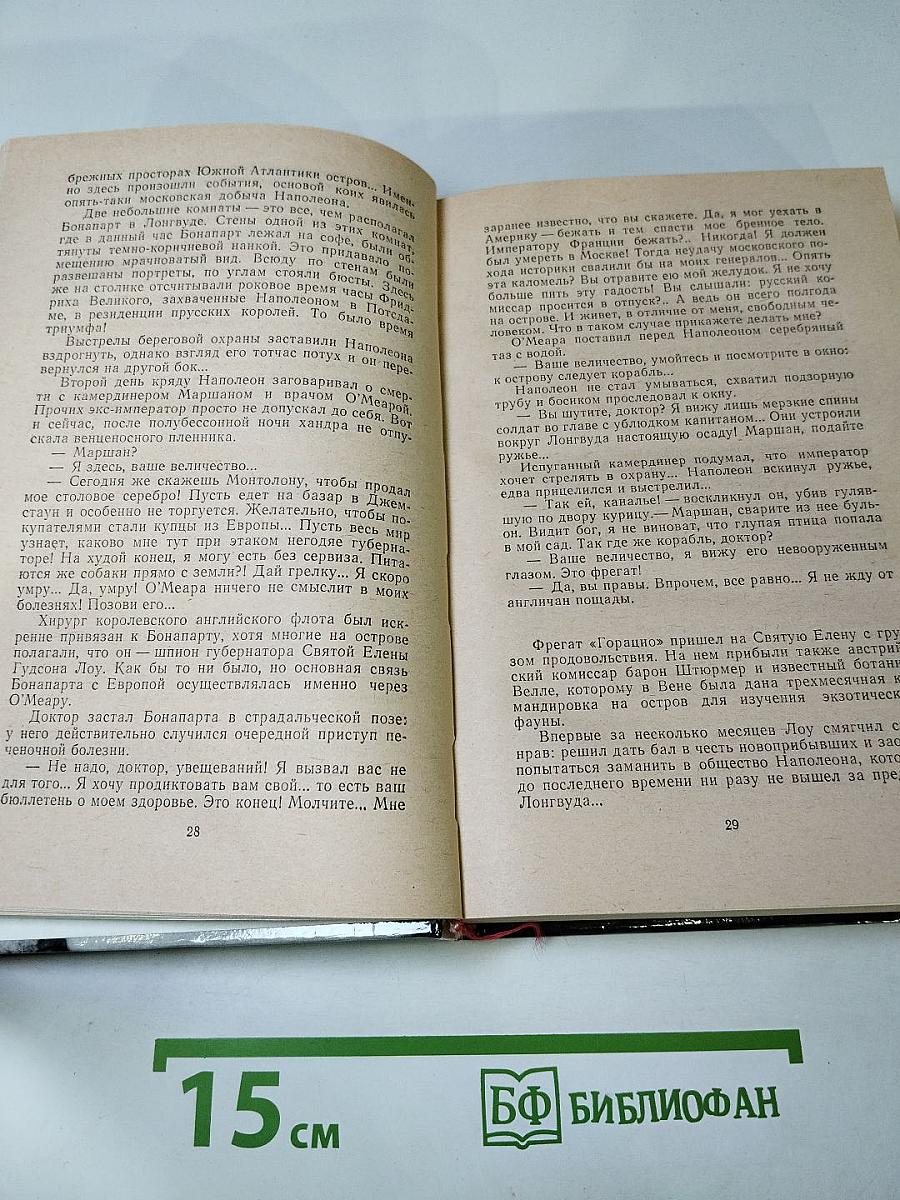 брежных просторах Южной Атлантики остров... Имен-
но здесь произошли события, основой коих явилась
опять-таки московская добыча Наполеона.
Две небольшие комнаты — это все, чем располагал
Бонапарт в Лонгвуде. Стены одной из этих комнат,
где в данный час Бонапарт лежал на софе, были об-
тянуты темно-коричневой нанкой. Это придавало по-
мещению мрачноватый вид. Всюду по стенам были
развешаны портреты, по углам стояли бюсты. Здесь
же на столике отсчитывали роковое время часы Фрид-
риха Великого, захваченные Наполеоном в Потсда-
ме, в резиденции прусских королей. То было время
триумфа!
Выстрелы береговой охраны заставили Наполеона
вздрогнуть, однако взгляд его тотчас потух и он пере-
вернулся на другой бок...
Второй день кряду Наполеон заговаривал о смер-
ти с камердинером Маршаном и врачом О'Меарой.
Прочих экс-император просто не допускал до себя. Вот
и сейчас, после полубессонной ночи хандра не отпу-
скала венценосного пленника.
— Маршан?
— Я здесь, ваше величество...
— Сегодня же скажешь Монтолону, чтобы продал
мое столовое серебро! Пусть едет на базар в Джем-
стаун и особенно не торгуется. Желательно, чтобы по-
купателями стали купцы из Европы... Пусть весь мир
узнает, каково мне тут при этаком негодяе губерна-
торе! На худой конец, я могу есть без сервиза. Пита-
ются же собаки прямо с земли?! Дай грелку... Я скоро
умру... Да, умру! О'Меара ничего не смыслит в моих
болезнях! Позови его...
Хирург королевского английского флота был иск-
ренне привязан к Бонапарту, хотя многие на острове
полагали, что он — шпион губернатора Святой Елены
Гудсона Лоу. Как бы то ни было, но основная связь
Бонапарта с Европой осуществлялась именно через
О'Меару.
Доктор застал Бонапарта в страдальческой позе:
у него действительно случился очередной приступ пе-
ченочной болезни.
— Не надо, доктор, увещеваний! Я вызвал вас не
для того... Я хочу продиктовать вам свой... то есть ваш
бюллетень о моем здоровье. Это конец! Молчите... Мне
28
заранее известно, что вы скажете. Да, я мог уехать в
Америку — бежать и тем спасти мое бренное тело.
Императору Франции бежать?.. Никогда! Я должен
был умереть в Москве! Тогда неудачу московского по-
хода историки свалили бы на моих генералов... Опять
эта каломель? Вы отравите ею мой желудок. Я не хочу
больше пить эту гадость! Вы слышали: русский ко-
миссар просится в отпуск?.. А ведь он всего полгода
на острове. И живет, в отличие от меня, свободным че-
ловеком. Что в таком случае прикажете делать мне?
О'Меара поставил перед Наполеоном серебряный
таз с водой.
— Ваше величество, умойтесь и посмотрите в окно:
к острову следует корабль...
Наполеон не стал умываться, схватил подзорную
трубу и босиком проследовал к окну.
— Вы шутите, доктор? Я вижу лишь мерзкие спины
солдат во главе с ублюдком капитаном... Они устроили
вокруг Лонгвуда настоящую осаду! Маршан, подайте
ружье...
Испуганный камердинер подумал, что император
хочет стрелять в охрану... Наполеон вскинул ружье,
едва прицелился и выстрелил...
— Так ей, каналье! — воскликнул он, убив гуляв-
шую по двору курицу.— Маршан, сварите из нее буль-
он. Видит бог, я не виноват, что глупая птица попала
в мой сад. Так где же корабль, доктор?
— Ваше величество, я вижу его невооруженным
глазом. Это фрегат!
— Да, вы правы. Впрочем, все равно... Я не жду от
англичан пощады.
Фрегат «Горацио» пришел на Святую Елену с гру
зом продовольствия. На нем прибыли также австрий
ский комиссар барон Штюрмер и известный ботани
Велле, которому в Вене была дана трехмесячная к
мандировка на остров для изучения экзотическ
фауны.
Впервые за несколько месяцев Лоу смягчил с
нрав: решил дать бал в честь новоприбывших и зао
попытаться заманить в общество Наполеона, кото
до последнего времени ни разу не вышел за пред
Лонгвуда...
29
15 см
БФ БИБЛИОФАН